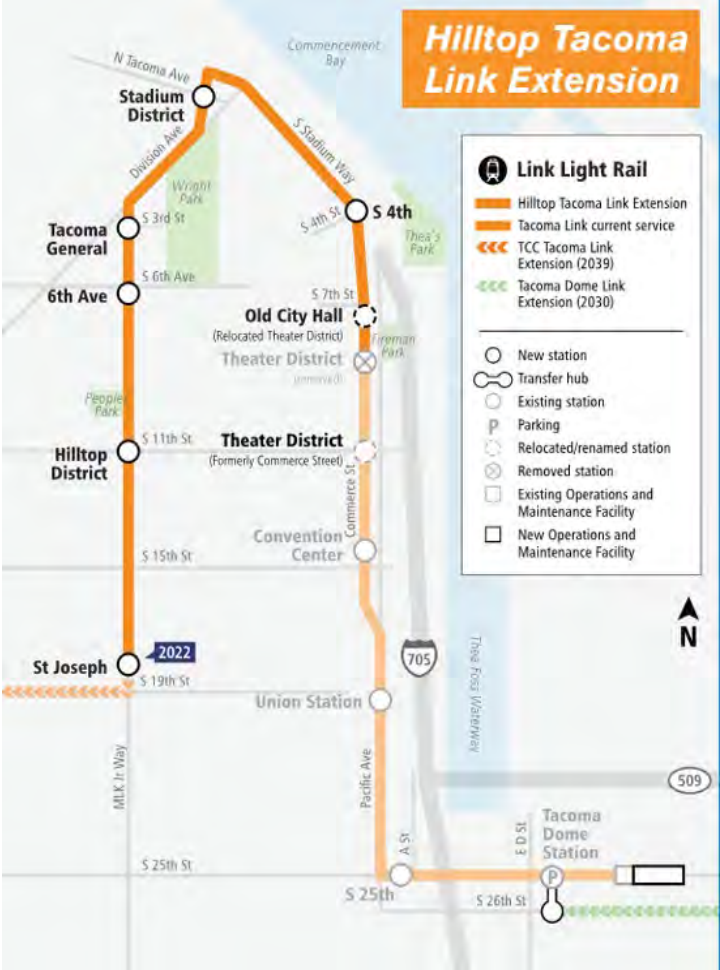 Hilltop Tacoma
Link Extension
Commencement
Bay
N Tacoma Ave
Stadium
District
Division Ave
S Stadium Way
Wright
Park
S 3rd St
Tacoma
General
S 4th St
S 4th
Thea's
Park
S 6th Ave
6th Ave
S 7th St
Old City Hall
(Relocated Theater District)
Fireman
Park
Theater District
(removed)
People's
Park
S 11th St
Hilltop
District
Theater District
(Formerly Commerce Street)
Commerce St
Convention
Center
S 15th St
2022
St Joseph
S 19th St
705
Thea Foss Waterway
Union Station
MLK Jr Way
Pacific Ave
509
A St
E D St
Tacoma
Dome
Station
P
S 25th St
S 25th
S 26th St
Link Light Rail
Hilltop Tacoma Link Extension
Tacoma Link current service
TCC Tacoma Link
Extension (2039)
Tacoma Dome Link
Extension (2030)
New station
Transfer hub
Existing station
P Parking
Relocated/renamed station
Removed station
Existing Operations and
Maintenance Facility
New Operations and
Maintenance Facility
N